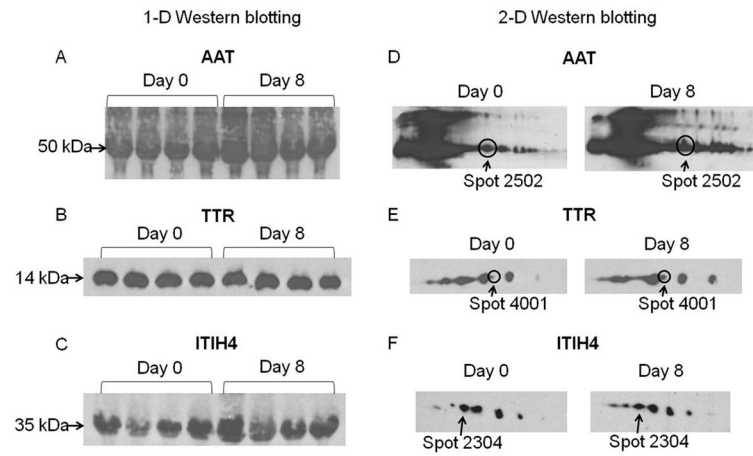 1-D Western blotting
2-D Western blotting
A
AAT
Day 0
Day 8
50 kDa
D
AAT
Day 0
Day 8
Spot 2502
Spot 2502
B
TTR
Day 0
Day 8
14 kDa
E
TTR
Day 0
Day 8
Spot 4001
Spot 4001
C
ITIH4
Day 0
Day 8
35 kDa
F
ITIH4
Day 0
Day 8
Spot 2304
Spot 2304